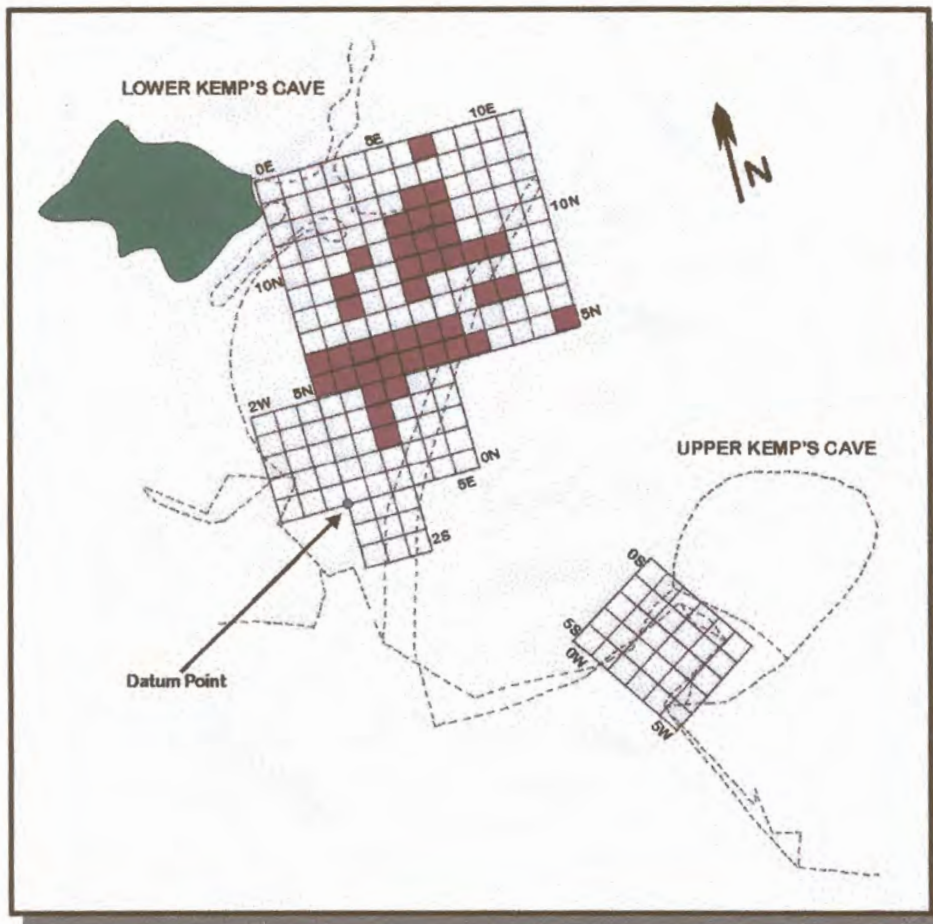 LOWER KEMP'S CAVE
10E
5E
0E
N
10N
10N
5N
5N
2W
0N
5E
UPPER KEMP'S CAVE
2S
0S
5S
0W
Datum Point
5W